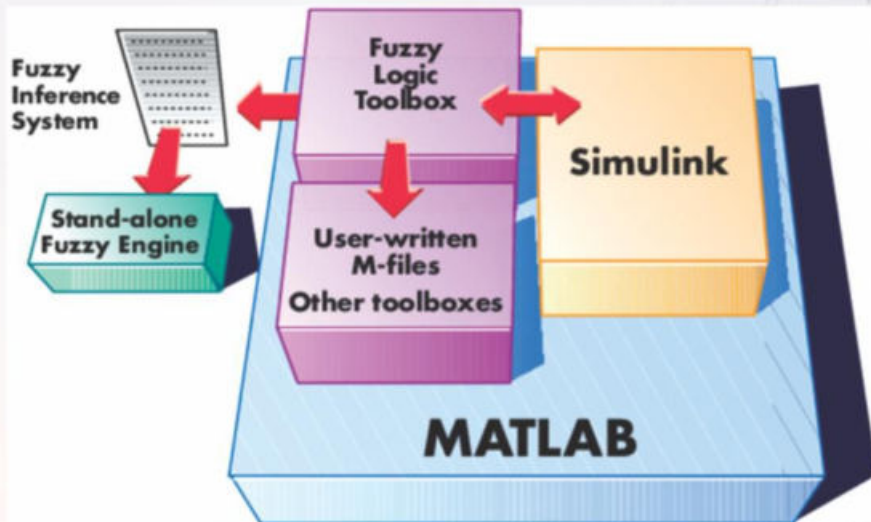 Fuzzy
Inference
System
Fuzzy
Logic
Toolbox
Simulink
Stand-alone
Fuzzy Engine
User-written
M-files
Other toolboxes
MATLAB